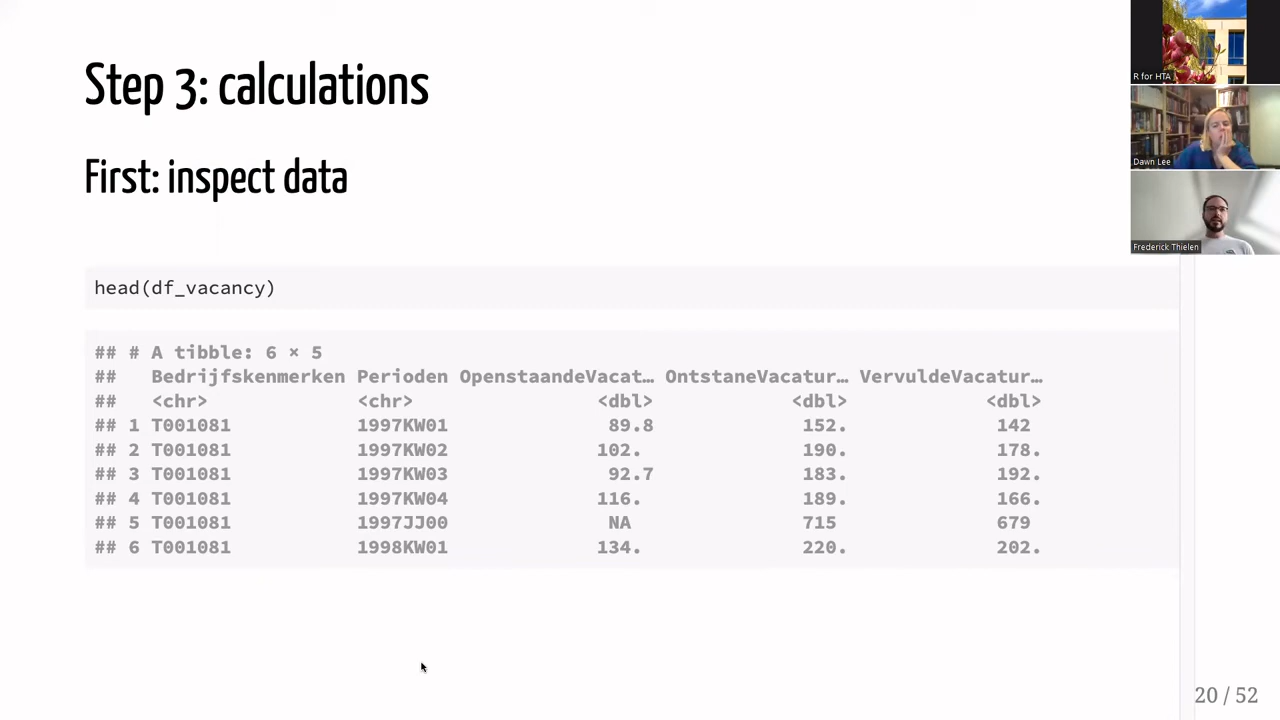 Step 3: calculations
First: inspect data
head(df_vacancy)
## # A tibble: 6 × 5
##   Bedrijfskenmerken Perioden OpenstaandeVacat… OntstaneVacatur… VervuldeVacatur…
##   <chr>             <chr>                <dbl>            <dbl>            <dbl>
## 1 T001081           1997KW01             89.8             152.             142
## 2 T001081           1997KW02            102.              190.             178.
## 3 T001081           1997KW03             92.7             183.             192.
## 4 T001081           1997KW04            116.              189.             166.
## 5 T001081           1997JJ00             NA               715              679
## 6 T001081           1998KW01            134.              220.             202.
R for HTA
Dawn Lee
Frederick Thielen
20 / 52